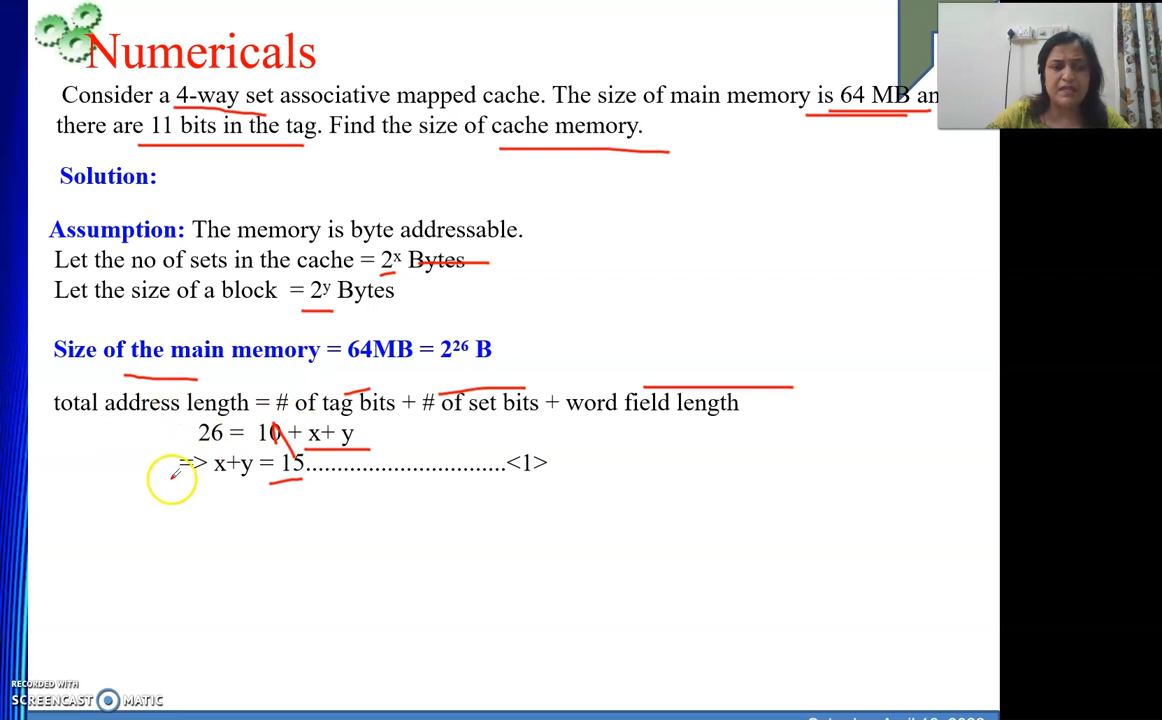 Numericals
Consider a 4-way set associative mapped cache. The size of main memory is 64 MB an
there are 11 bits in the tag. Find the size of cache memory.
Solution:
Assumption: The memory is byte addressable.
Let the no of sets in the cache = 2ˣ Bytes
Let the size of a block = 2ʸ Bytes
Size of the main memory = 64MB = 2²⁶ B
total address length = # of tag bits + # of set bits + word field length
26 = 10 + x+ y
=> x+y = 15................................<1>
RECORDED WITH
SCREENCAST MATIC